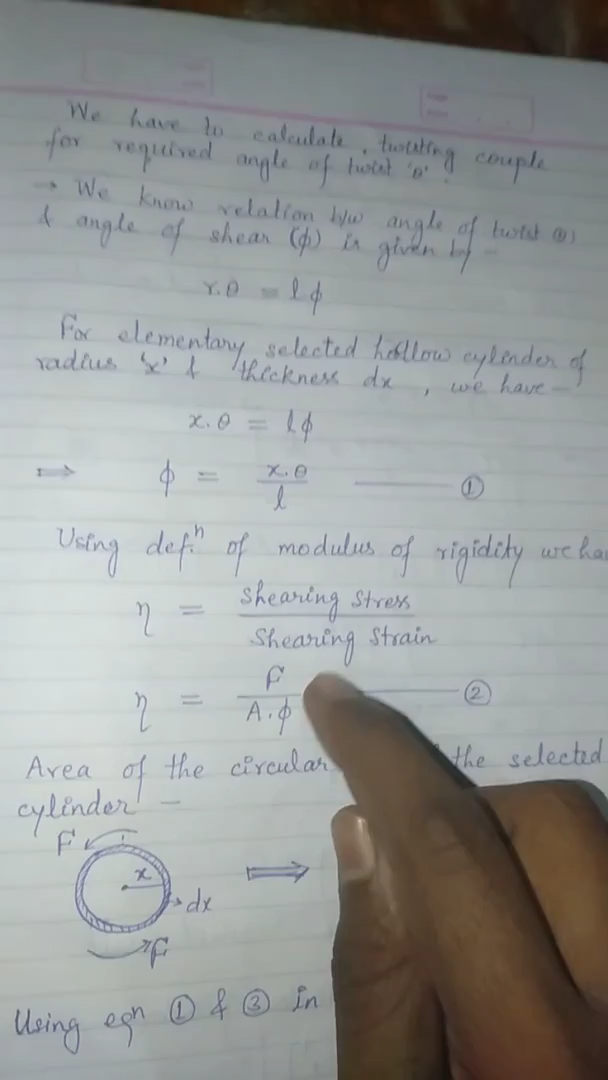 We have to calculate, twisting couple
for required angle of twist 'θ'.
→ We know relation b/w angle of twist (θ)
& angle of shear (ϕ) is given by –
r.θ = lϕ
For elementary selected hollow cylinder of
radius 'x' & thickness dx, we have –
x.θ = lϕ
⇒ ϕ = x.θ/l ——— ①
Using defⁿ of modulus of rigidity we ha
η = Shearing Stress / Shearing Strain
η = F / A.ϕ ——— ②
Area of the circular the selected
cylinder –
F
x
⇒
dx
F
Using eqn ① & ③ in